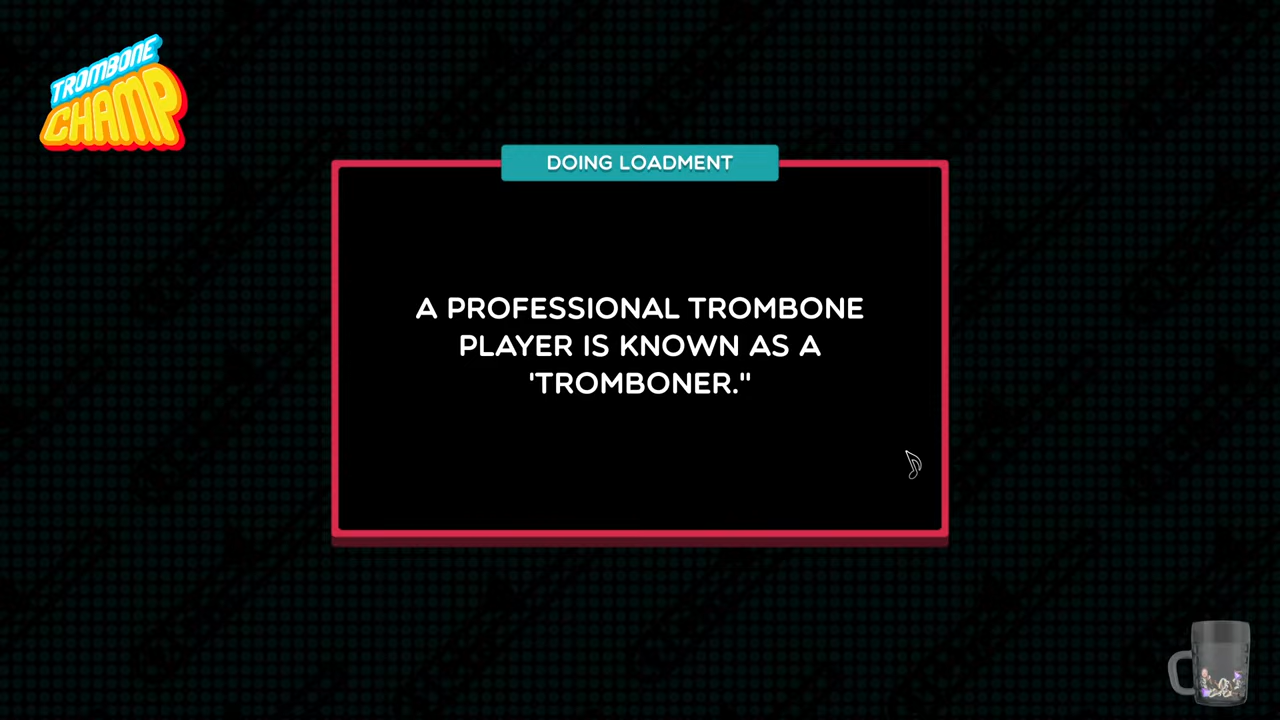 TROMBONE
CHAMP
DOING LOADMENT
A PROFESSIONAL TROMBONE
PLAYER IS KNOWN AS A
'TROMBONER."